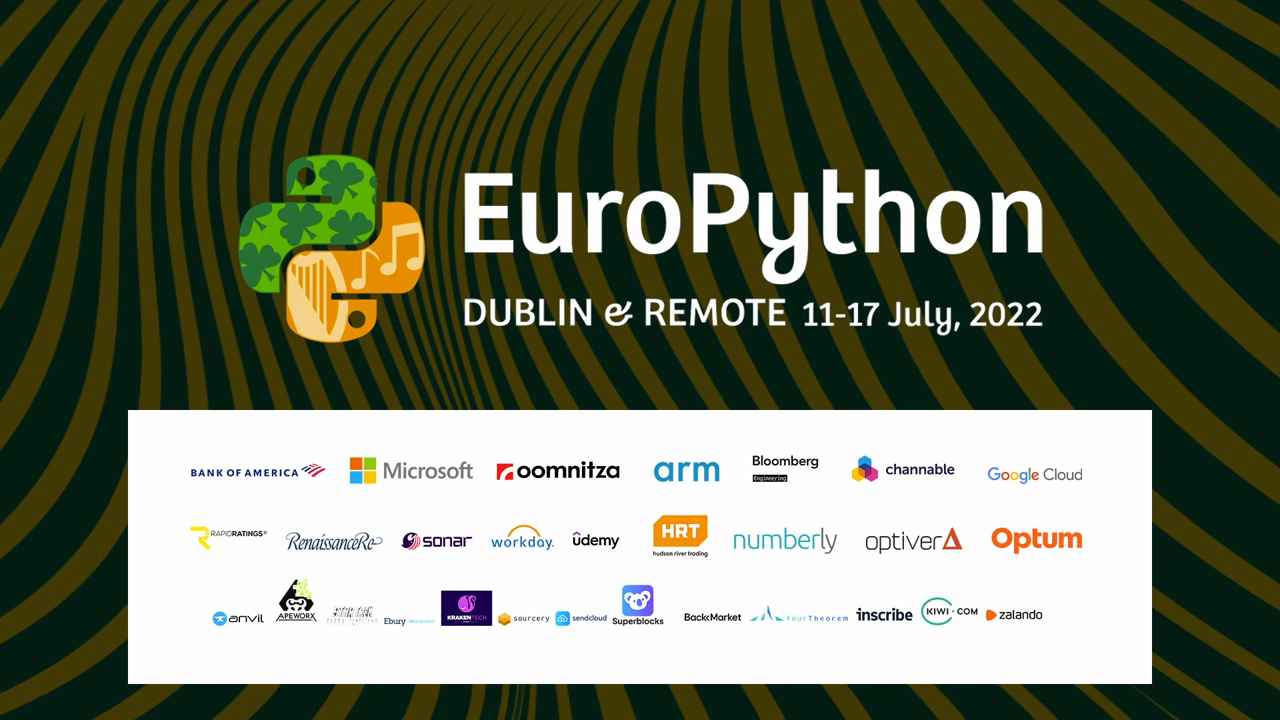 EuroPython
DUBLIN & REMOTE 11-17 July, 2022
BANK OF AMERICA Microsoft oomnitza arm Bloomberg Engineering channable Google Cloud
RAPIDRATINGS® RenaissanceRe sonar workday. udemy HRT hudson river trading numberly optiver Optum
anvil APEWORX Ebury KRAKENTECH sourcery sendcloud Superblocks BackMarket fourTheorem inscribe KIWI.COM zalando